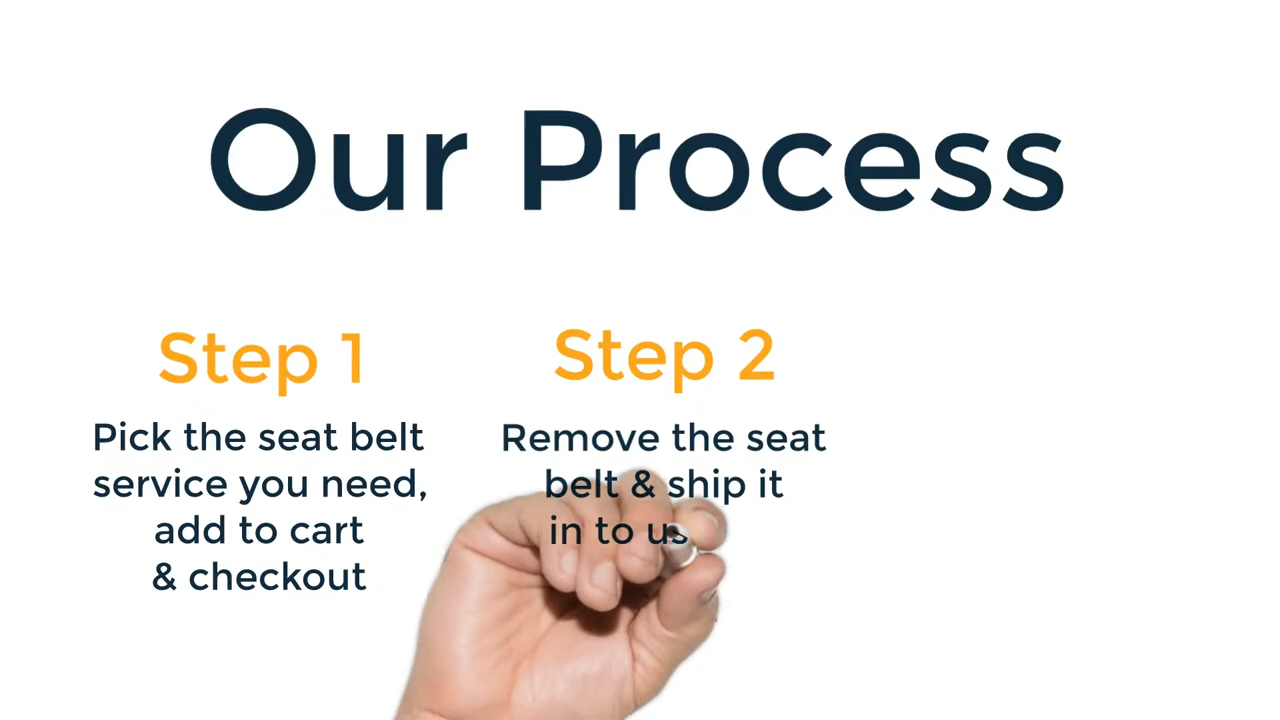 Our Process
Step 1
Pick the seat belt
service you need,
add to cart
& checkout
Step 2
Remove the seat
belt & ship it
in to us